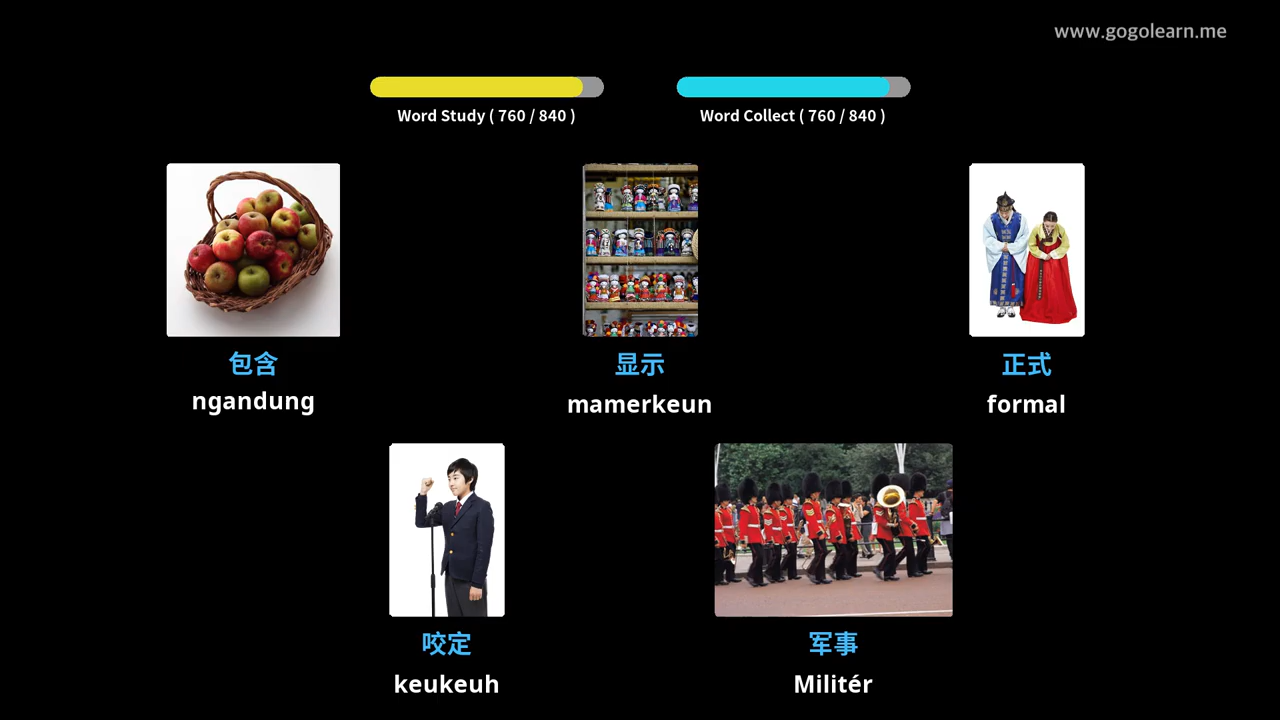 www.gogolearn.me
Word Study ( 760 / 840 )
Word Collect ( 760 / 840 )
包含
ngandung
显示
mamerkeun
正式
formal
咬定
keukeuh
军事
Militér